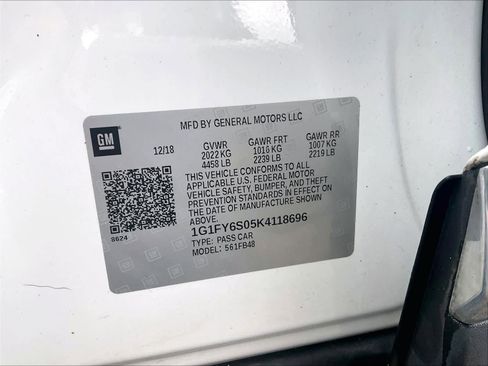 MFD BY GENERAL MOTORS LLC
GM
12/18 GVWR GAWR FRT GAWR RR
2022 KG 1016 KG 1007 KG
4458 LB 2239 LB 2219 LB
THIS VEHICLE CONFORMS TO ALL
APPLICABLE U.S. FEDERAL MOTOR
VEHICLE SAFETY, BUMPER, AND THEFT
PREVENTION STANDARDS IN EFFECT ON
THE DATE OF MANUFACTURE SHOWN ABOVE.
8624
1G1FY6S05K4118696
TYPE: PASS CAR
MODEL: 561FB48